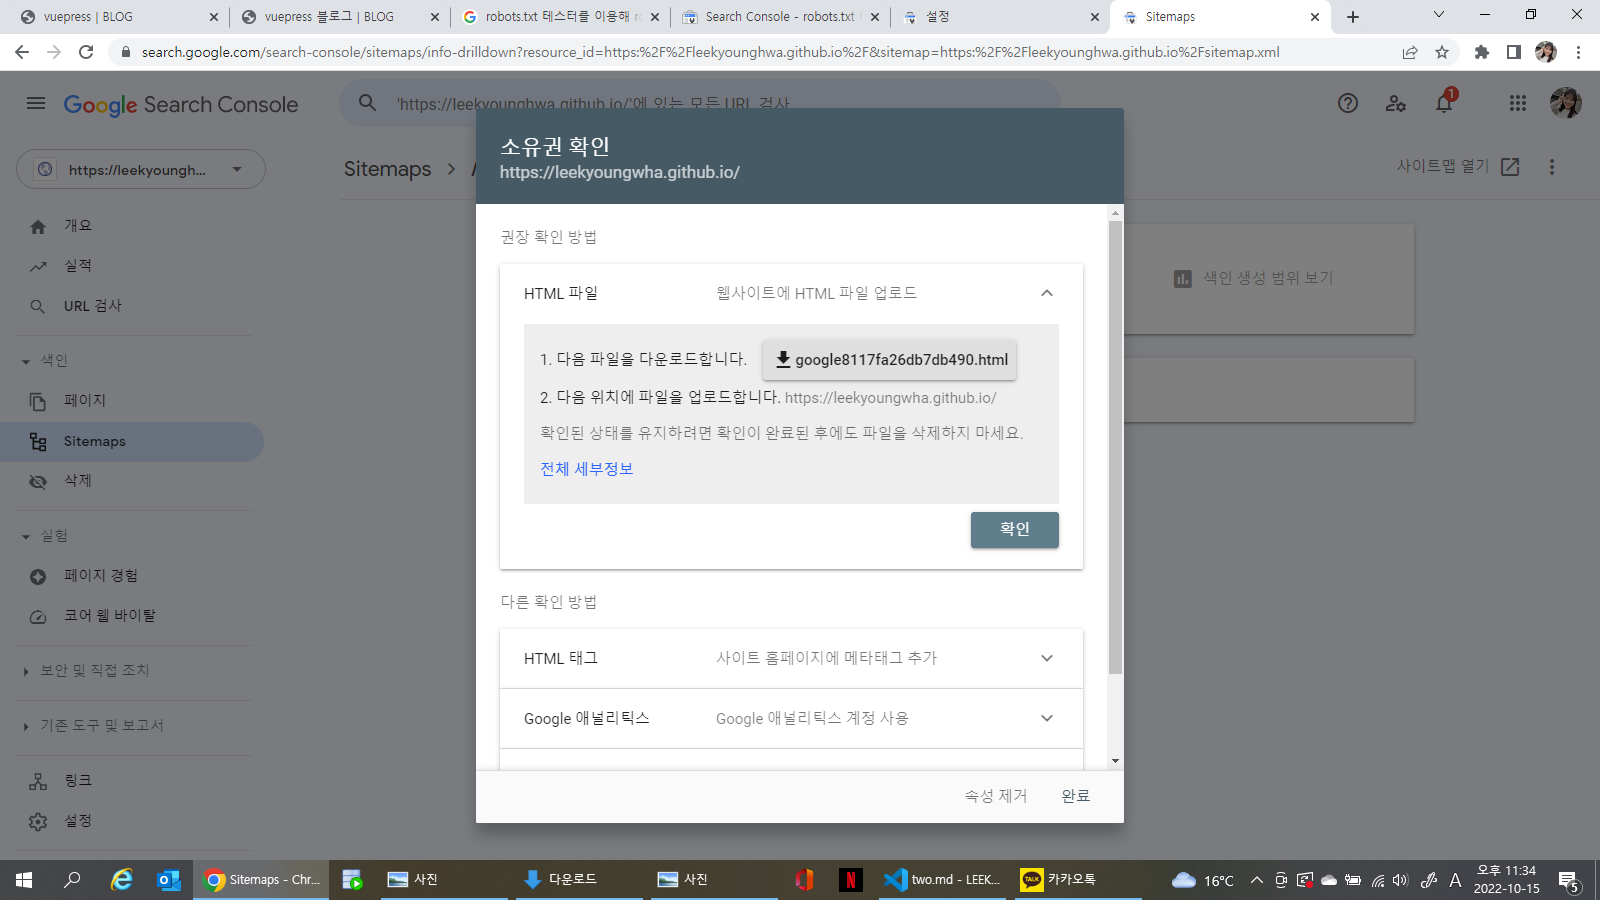 vuepress | BLOG
vuepress 블로그 | BLOG
robots.txt 테스터를 이용해
Search Console - robots.txt
설정
Sitemaps
search.google.com/search-console/sitemaps/info-drilldown?resource_id=https:%2F%2Fleekyounghwa.github.io%2F&sitemap=https:%2F%2Fleekyounghwa.github.io%2Fsitemap.xml
Google Search Console
'https://leekyounghwa.github.io/'에 있는 모든 URL 검사
1
https://leekyoungh...
Sitemaps
사이트맵 열기
개요
실적
URL 검사
색인
페이지
Sitemaps
삭제
실험
페이지 경험
코어 웹 바이탈
보안 및 직접 조치
기존 도구 및 보고서
링크
설정
색인 생성 범위 보기
소유권 확인
https://leekyoungwha.github.io/
권장 확인 방법
HTML 파일
웹사이트에 HTML 파일 업로드
1. 다음 파일을 다운로드합니다.
google8117fa26db7db490.html
2. 다음 위치에 파일을 업로드합니다. https://leekyoungwha.github.io/
확인된 상태를 유지하려면 확인이 완료된 후에도 파일을 삭제하지 마세요.
전체 세부정보
확인
다른 확인 방법
HTML 태그
사이트 홈페이지에 메타태그 추가
Google 애널리틱스
Google 애널리틱스 계정 사용
속성 제거
완료
Sitemaps - Chr...
사진
다운로드
사진
N
two.md - LEEK...
TALK
카카오톡
16°C
A
오후 11:34
2022-10-15
5